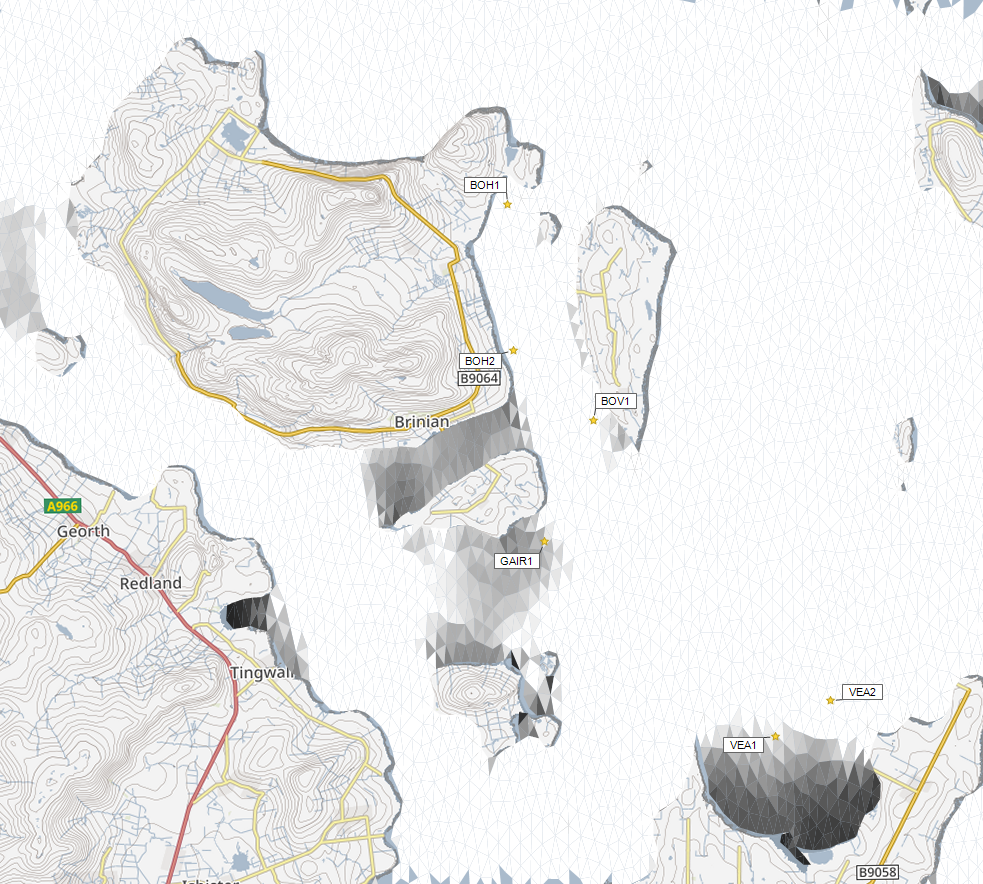 BOH1
BOH2
B9064
BOV1
Brinian
A966
Georth
GAIR1
Redland
Tingwall
VEA2
VEA1
B9058